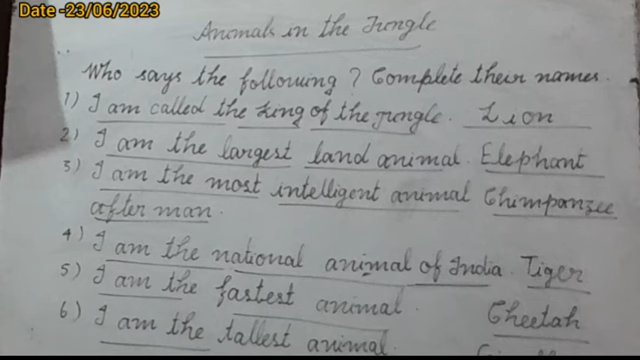 Date -23/06/2023
Animals in the Jungle
Who says the following? Complete their names.
1) I am called the king of the jungle. Lion
2) I am the largest land animal. Elephant
3) I am the most intelligent animal Chimpanzee
after man.
4) I am the national animal of India. Tiger
5) I am the fastest animal. Cheetah
6) I am the tallest animal.